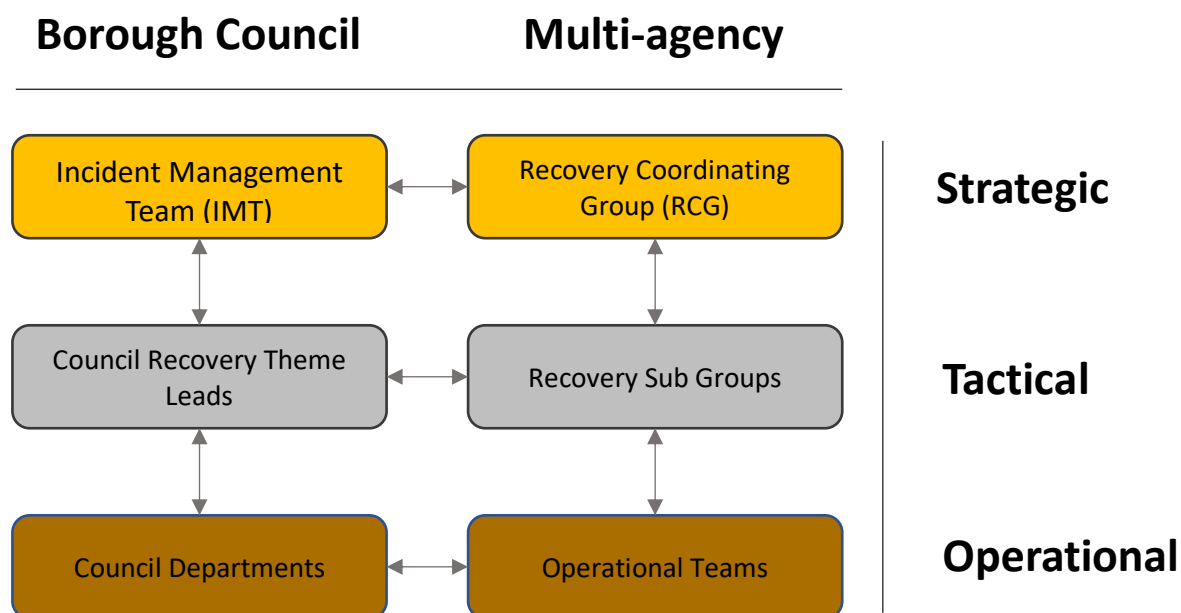 Borough Council
Multi-agency
Incident Management
Team (IMT)
Recovery Coordinating
Group (RCG)
Strategic
Council Recovery Theme
Leads
Recovery Sub Groups
Tactical
Council Departments
Operational Teams
Operational